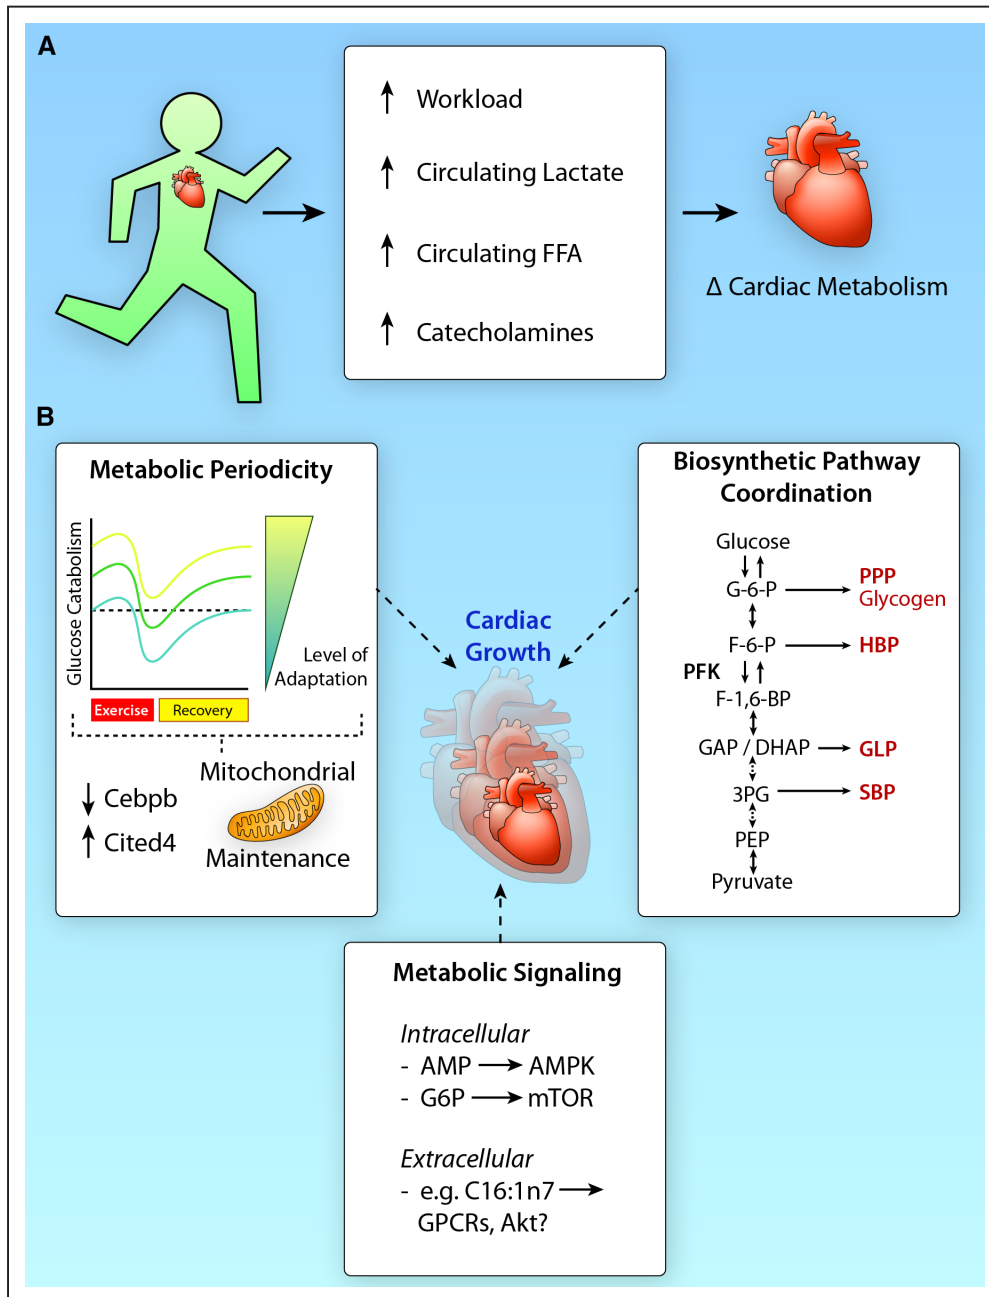 A
↑ Workload
↑ Circulating Lactate
↑ Circulating FFA
↑ Catecholamines
Δ Cardiac Metabolism
B
Metabolic Periodicity
Glucose Catabolism
Level of
Adaptation
Exercise
Recovery
↓ Cebpb
↑ Cited4
Mitochondrial
Maintenance
Cardiac
Growth
Biosynthetic Pathway
Coordination
Glucose
G-6-P
PPP
Glycogen
F-6-P
HBP
PFK
F-1,6-BP
GAP / DHAP
GLP
3PG
SBP
PEP
Pyruvate
Metabolic Signaling
Intracellular
- AMP → AMPK
- G6P → mTOR
Extracellular
- e.g. C16:1n7 →
GPCRs, Akt?